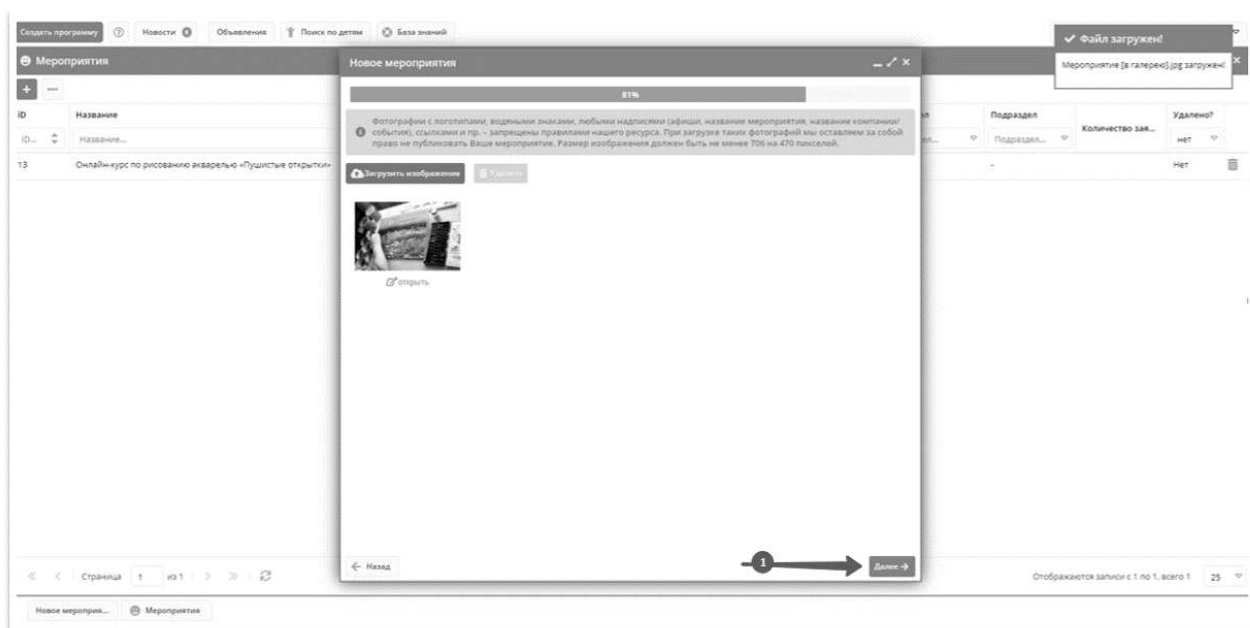 Создать программу Новости Объявления Поиск по детям База знаний
Файл загружен!
Мероприятие [в галерею].jpg загружен!
Мероприятия
Новое мероприятия
81%
Фотографии с логотипами, водяными знаками, любыми надписями (афиши, название мероприятия, название компании/
события), ссылками и пр. – запрещены правилами нашего ресурса. При загрузке таких фотографий мы оставляем за собой
право не публиковать Ваше мероприятие. Размер изображения должен быть не менее 706 на 470 пикселей.
ID Название Подраздел Количество зая... Удалено?
ID... Название... Подраздел... нет
13 Онлайн-курс по рисованию акварелью «Пушистые открытки» - Нет
Загрузить изображение Удалить
открыть
Назад 1 Далее
Страница 1 из 1
Отображаются записи с 1 по 1, всего 1 25
Новое мероприя... Мероприятия